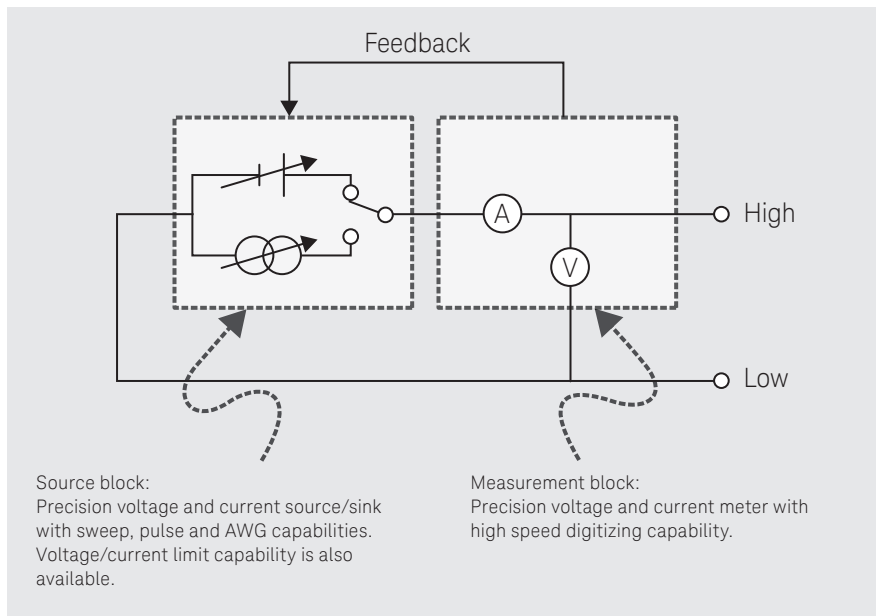 Feedback
A
High
V
Low
Source block:
Precision voltage and current source/sink
with sweep, pulse and AWG capabilities.
Voltage/current limit capability is also
available.
Measurement block:
Precision voltage and current meter with
high speed digitizing capability.